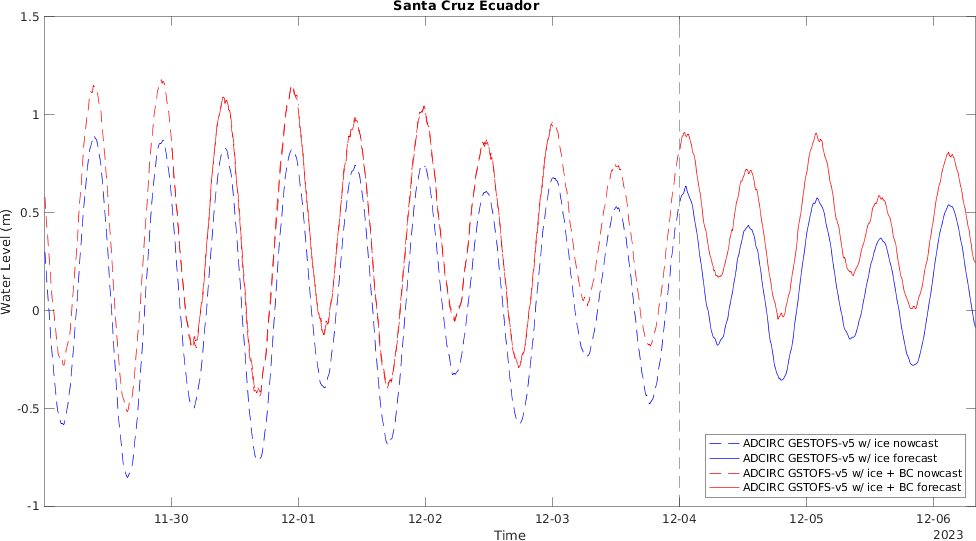 Santa Cruz Ecuador
1.5
1
0.5
0
-0.5
-1
Water Level (m)
ADCIRC GESTOFS-v5 w/ ice nowcast
ADCIRC GESTOFS-v5 w/ ice forecast
ADCIRC GSTOFS-v5 w/ ice + BC nowcast
ADCIRC GSTOFS-v5 w/ ice + BC forecast
11-30 12-01 12-02 12-03 12-04 12-05 12-06
Time 2023